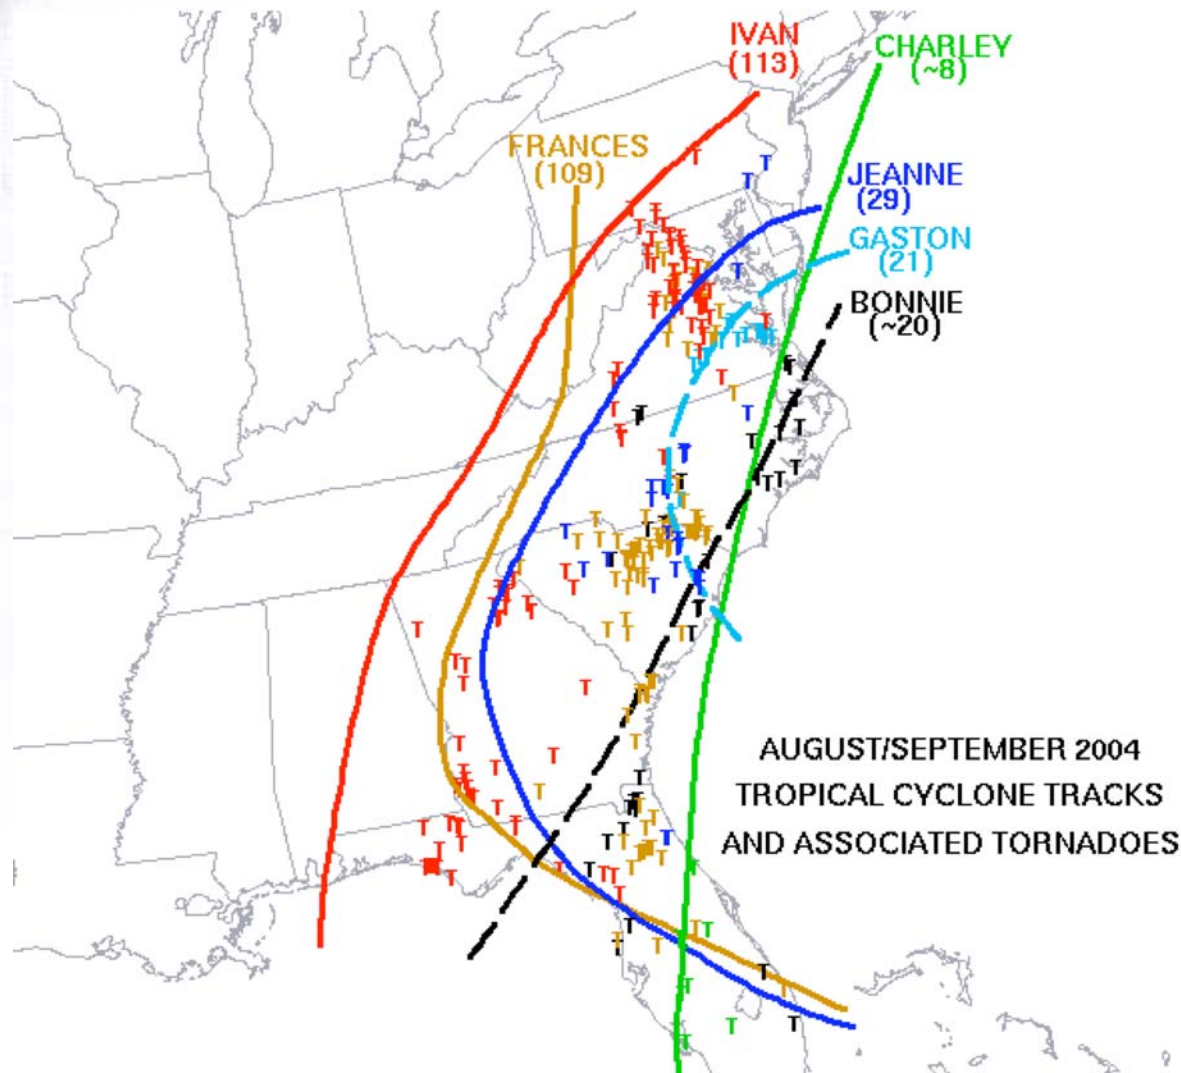 IVAN
(113)
CHARLEY
(~8)
FRANCES
(109)
JEANNE
(29)
GASTON
(21)
BONNIE
(~20)
AUGUST/SEPTEMBER 2004
TROPICAL CYCLONE TRACKS
AND ASSOCIATED TORNADOES